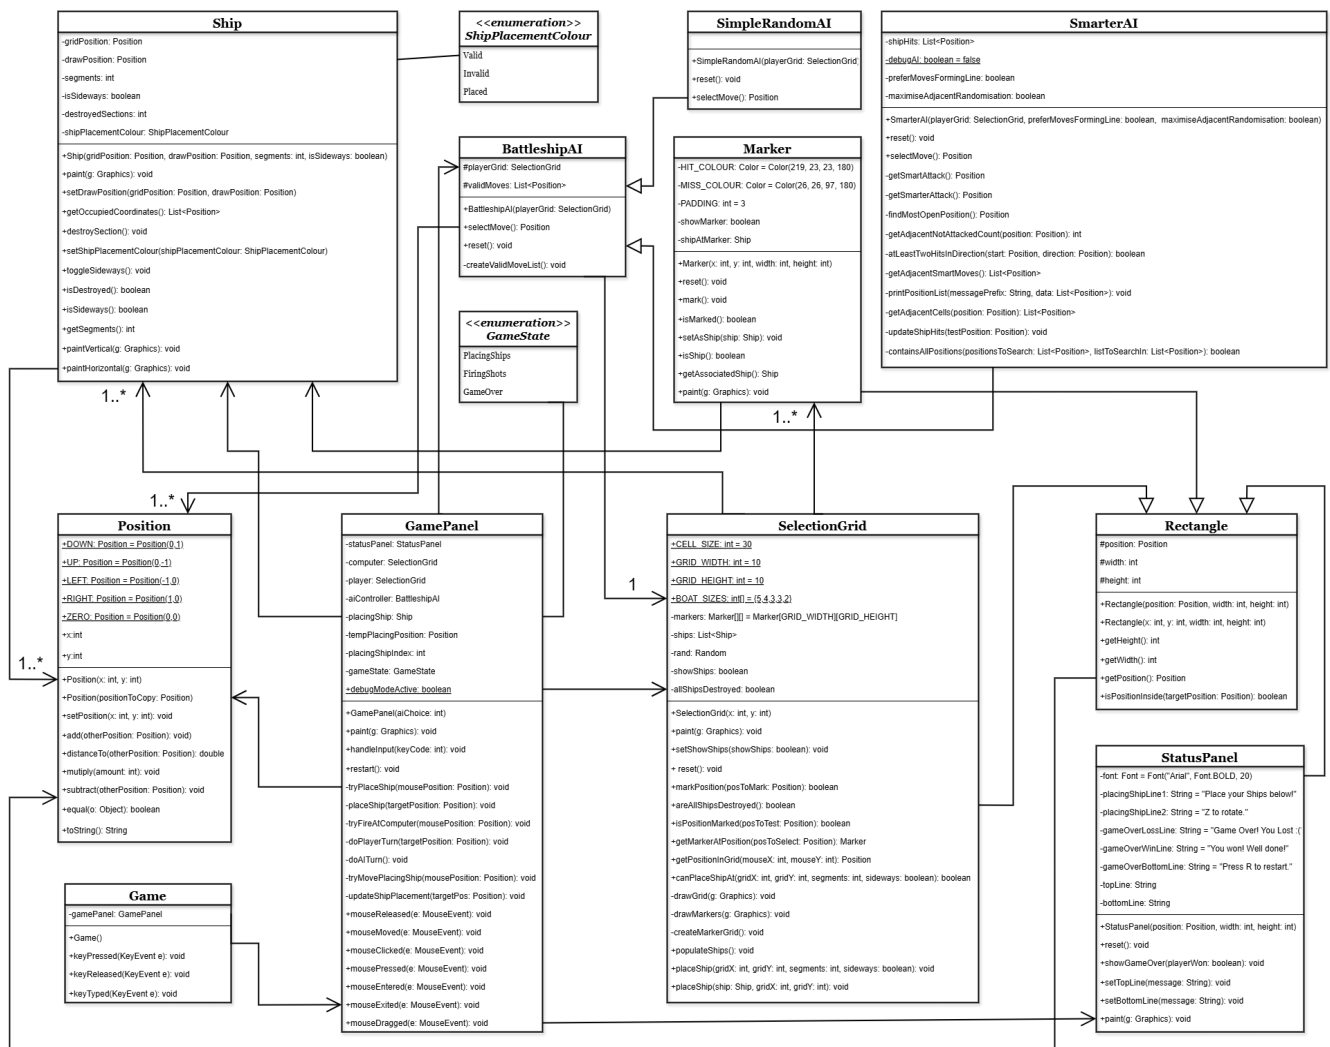 Ship
-gridPosition: Position
-drawPosition: Position
-segments: int
-isSideways: boolean
-destroyedSections: int
-shipPlacementColour: ShipPlacementColour
+Ship(gridPosition: Position, drawPosition: Position, segments: int, isSideways: boolean)
+paint(g: Graphics): void
+setDrawPosition(gridPosition: Position, drawPosition: Position)
+getOccupiedCoordinates(): List<Position>
+destroySection(): void
+setShipPlacementColour(shipPlacementColour: ShipPlacementColour)
+toggleSideways(): void
+isDestroyed(): boolean
+isSideways(): boolean
+getSegments(): int
+paintVertical(g: Graphics): void
+paintHorizontal(g: Graphics): void
<<enumeration>>
ShipPlacementColour
Valid
Invalid
Placed
SimpleRandomAI
+SimpleRandomAI(playerGrid: SelectionGrid
+reset(): void
+selectMove(): Position
SmarterAI
-shipHits: List<Position>
-debugAI: boolean = false
-preferMovesFormingLine: boolean
-maximiseAdjacentRandomisation: boolean
+SmarterAI(playerGrid: SelectionGrid, preferMovesFormingLine: boolean, maximiseAdjacentRandomisation: boolean)
+reset(): void
+selectMove(): Position
-getSmartAttack(): Position
-getSmarterAttack(): Position
-findMostOpenPosition(): Position
-getAdjacentNotAttackedCount(position: Position): int
-atLeastTwoHitsInDirection(start: Position, direction: Position): boolean
-getAdjacentSmartMoves(): List<Position>
-printPositionList(messagePrefix: String, data: List<Position>): void
-getAdjacentCells(position: Position): List<Position>
-updateShipHits(testPosition: Position): void
-containsAllPositions(positionsToSearch: List<Position>, listToSearchIn: List<Position>): boolean
BattleshipAI
#playerGrid: SelectionGrid
#validMoves: List<Position>
+BattleshipAI(playerGrid: SelectionGrid)
+selectMove(): Position
+reset(): void
-createValidMoveList(): void
Marker
-HIT_COLOUR: Color = Color(219, 23, 23, 180)
-MISS_COLOUR: Color = Color(26, 26, 97, 180)
-PADDING: int = 3
-showMarker: boolean
-shipAtMarker: Ship
+Marker(x: int, y: int, width: int, height: int)
+reset(): void
+mark(): void
+isMarked(): boolean
+setAsShip(ship: Ship): void
+isShip(): boolean
+getAssociatedShip(): Ship
+paint(g: Graphics): void
<<enumeration>>
GameState
PlacingShips
FiringShots
GameOver
1..*
1..*
1..*
1
1..*
Position
+DOWN: Position = Position(0,1)
+UP: Position = Position(0,-1)
+LEFT: Position = Position(-1,0)
+RIGHT: Position = Position(1,0)
+ZERO: Position = Position(0,0)
+x:int
+y:int
+Position(x: int, y: int)
+Position(positionToCopy: Position)
+setPosition(x: int, y: int): void
+add(otherPosition: Position): void)
+distanceTo(otherPosition: Position): double
+mutiply(amount: int): void
+subtract(otherPosition: Position): void
+equal(o: Object): boolean
+toString(): String
GamePanel
-statusPanel: StatusPanel
-computer: SelectionGrid
-player: SelectionGrid
-aiController: BattleshipAI
-placingShip: Ship
-tempPlacingPosition: Position
-placingShipIndex: int
-gameState: GameState
+debugModeActive: boolean
+GamePanel(aiChoice: int)
+paint(g: Graphics): void
+handleInput(keyCode: int): void
+restart(): void
-tryPlaceShip(mousePosition: Position): void
-placeShip(targetPosition: Position): void
-tryFireAtComputer(mousePosition: Position): void
-doPlayerTurn(targetPosition: Position): void
-doAITurn(): void
-tryMovePlacingShip(mousePosition: Position): void
-updateShipPlacement(targetPos: Position): void
+mouseReleased(e: MouseEvent): void
+mouseMoved(e: MouseEvent): void
+mouseClicked(e: MouseEvent): void
+mousePressed(e: MouseEvent): void
+mouseEntered(e: MouseEvent): void
+mouseExited(e: MouseEvent): void
+mouseDragged(e: MouseEvent): void
SelectionGrid
+CELL_SIZE: int = 30
+GRID_WIDTH: int = 10
+GRID_HEIGHT: int = 10
+BOAT_SIZES: int[] = {5,4,3,3,2}
-markers: Marker[][] = Marker[GRID_WIDTH][GRID_HEIGHT]
-ships: List<Ship>
-rand: Random
-showShips: boolean
-allShipsDestroyed: boolean
+SelectionGrid(x: int, y: int)
+paint(g: Graphics): void
+setShowShips(showShips: boolean): void
+ reset(): void
+markPosition(posToMark: Position): boolean
+areAllShipsDestroyed(): boolean
+isPositionMarked(posToTest: Position): boolean
+getMarkerAtPosition(posToSelect: Position): Marker
+getPositionInGrid(mouseX: int, mouseY: int): Position
+canPlaceShipAt(gridX: int, gridY: int, segments: int, sideways: boolean): boolean
-drawGrid(g: Graphics): void
-drawMarkers(g: Graphics): void
-createMarkerGrid(): void
+populateShips(): void
+placeShip(gridX: int, gridY: int, segments: int, sideways: boolean): void
+placeShip(ship: Ship, gridX: int, gridY: int): void
Rectangle
#position: Position
#width: int
#height: int
+Rectangle(position: Position, width: int, height: int)
+Rectangle(x: int, y: int, width: int, height: int)
+getHeight(): int
+getWidth(): int
+getPosition(): Position
+isPositionInside(targetPosition: Position): boolean
StatusPanel
-font: Font = Font("Arial", Font.BOLD, 20)
-placingShipLine1: String = "Place your Ships below!"
-placingShipLine2: String = "Z to rotate."
-gameOverLossLine: String = "Game Over! You Lost :(
-gameOverWinLine: String = "You won! Well done!"
-gameOverBottomLine: String = "Press R to restart."
-topLine: String
-bottomLine: String
+StatusPanel(position: Position, width: int, height: int)
+reset(): void
+showGameOver(playerWon: boolean): void
+setTopLine(message: String): void
+setBottomLine(message: String): void
+paint(g: Graphics): void
Game
-gamePanel: GamePanel
+Game()
+keyPressed(KeyEvent e): void
+keyReleased(KeyEvent e): void
+keyTyped(KeyEvent e): void